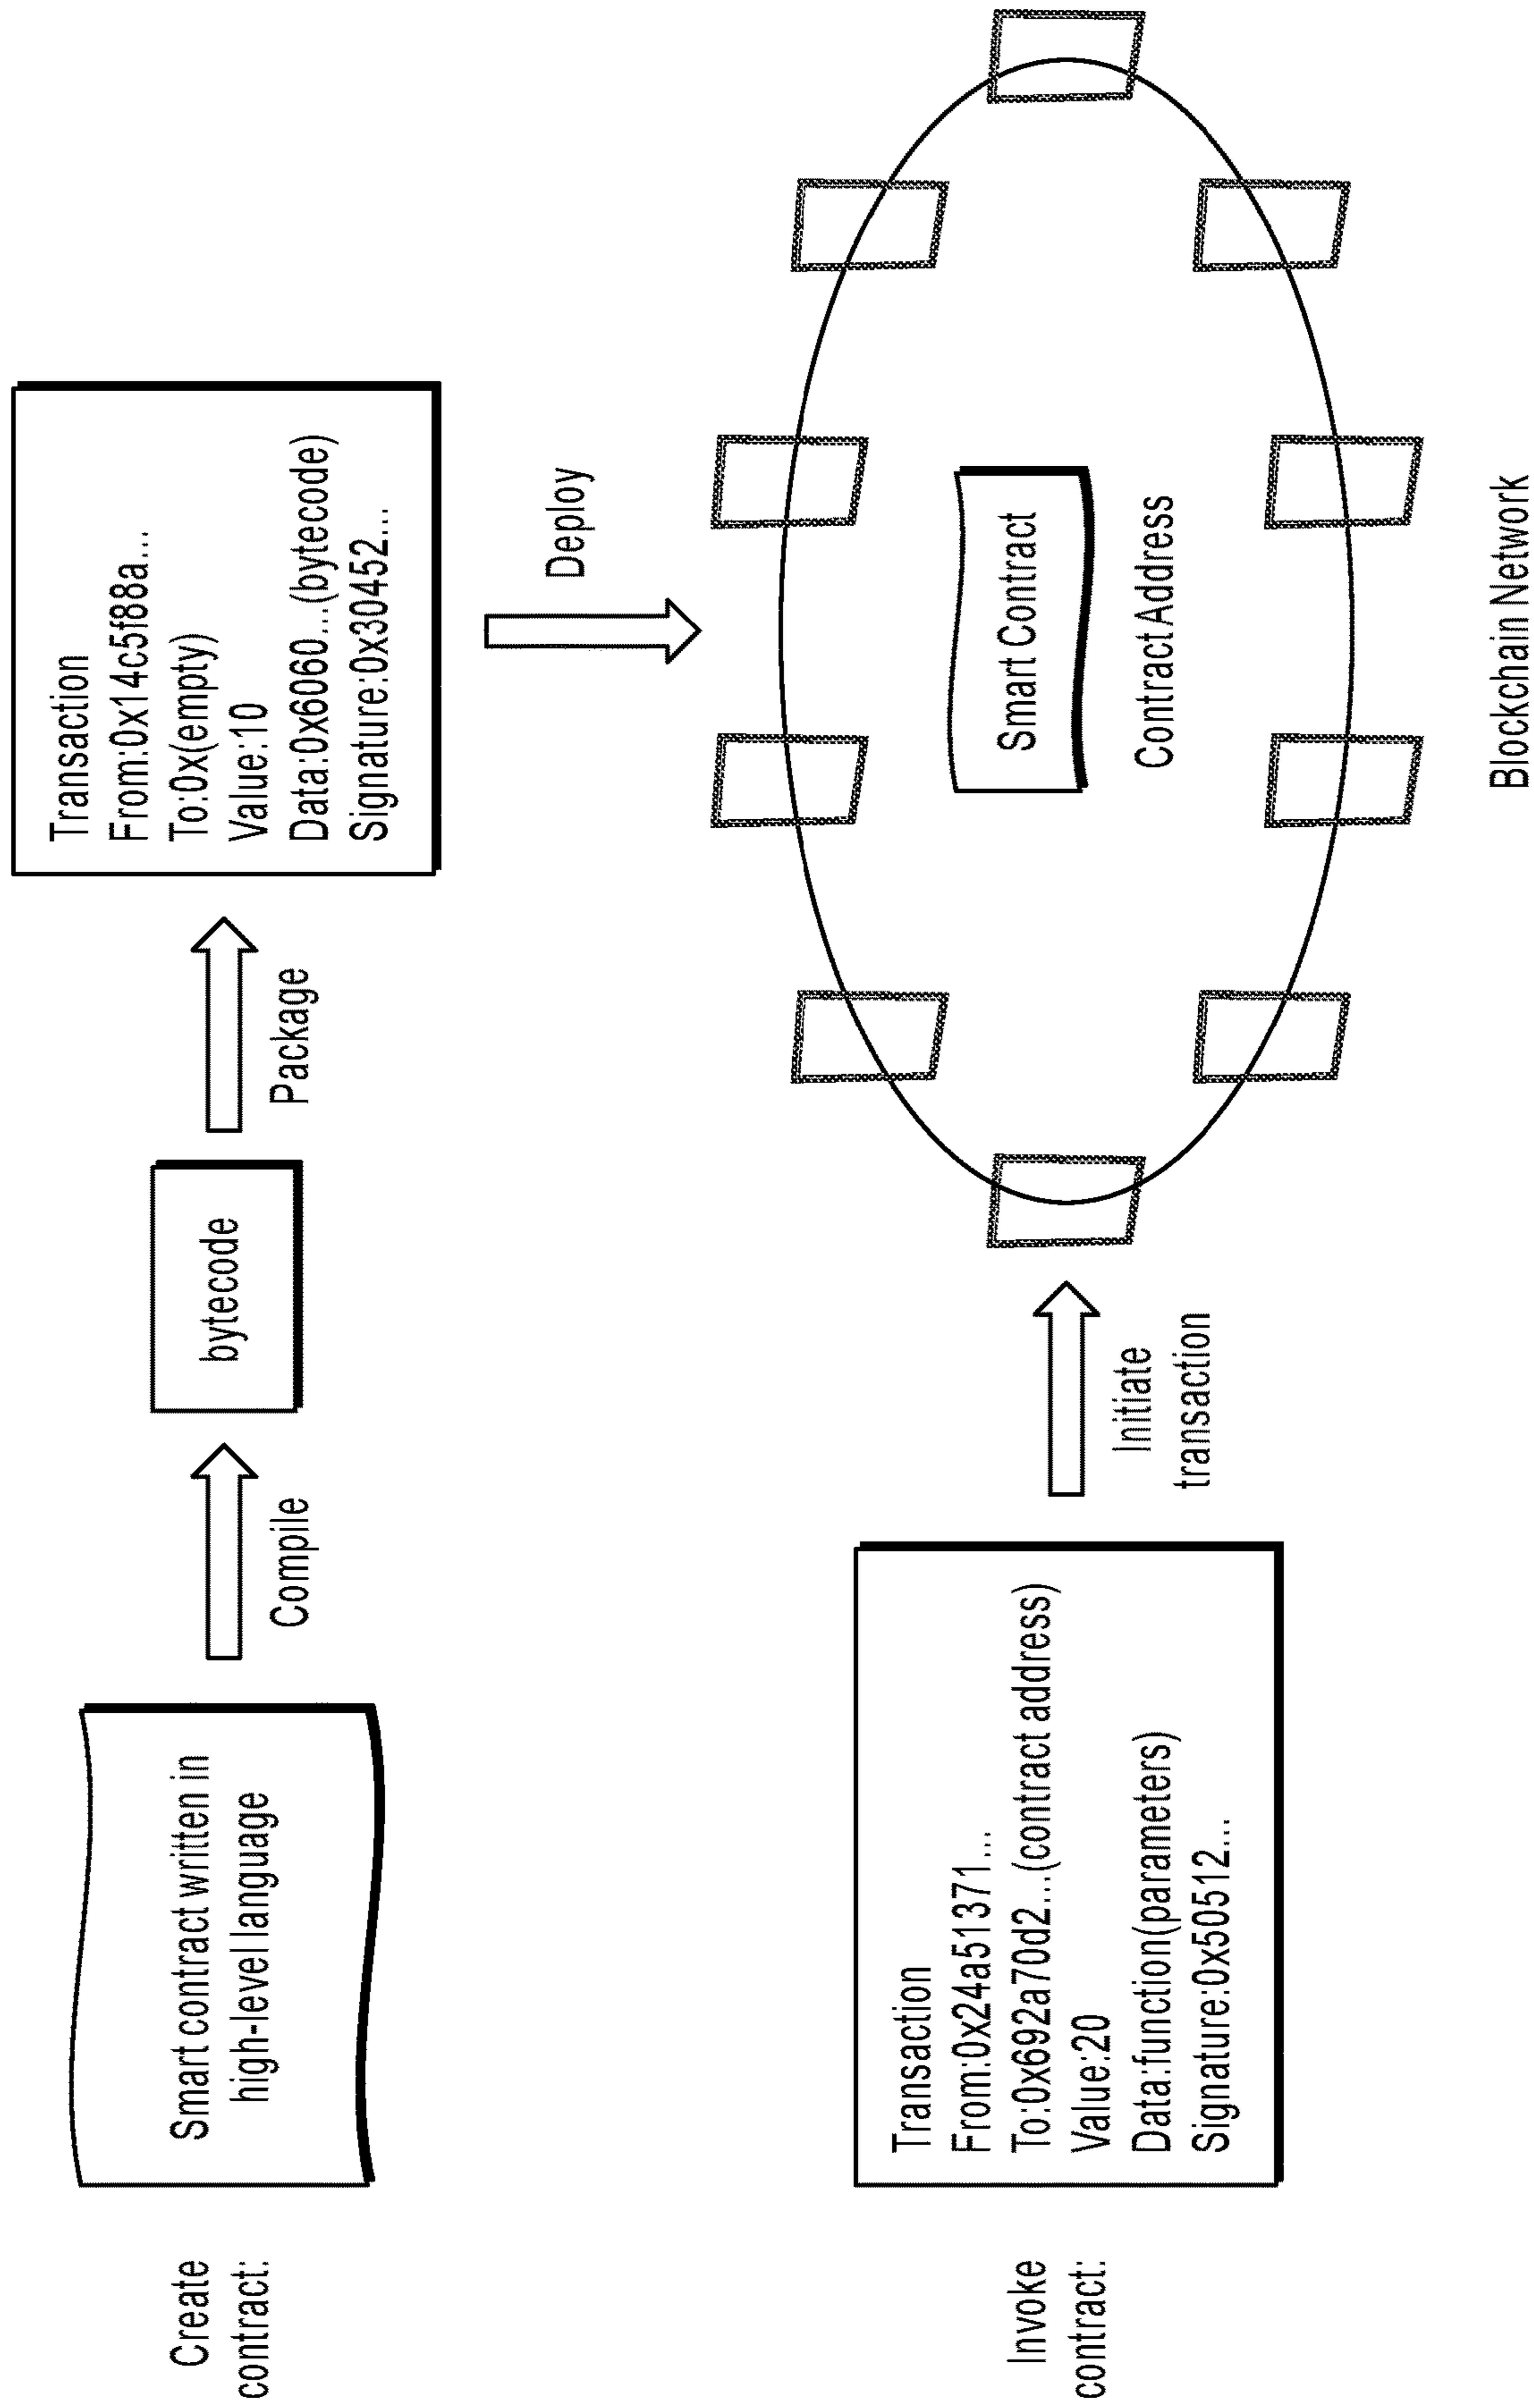 Create
contract:
Smart contract written in
high-level language
Compile
bytecode
Package
Transaction
From:0x14c5f88a...
To:0x(empty)
Value:10
Data:0x6060...(bytecode)
Signature:0x30452...
Deploy
Invoke
contract:
Transaction
From:0x24a51371...
To:0x692a70d2...(contract address)
Value:20
Data:function(parameters)
Signature:0x50512...
Initiate
transaction
Smart Contract
Contract Address
Blockchain Network